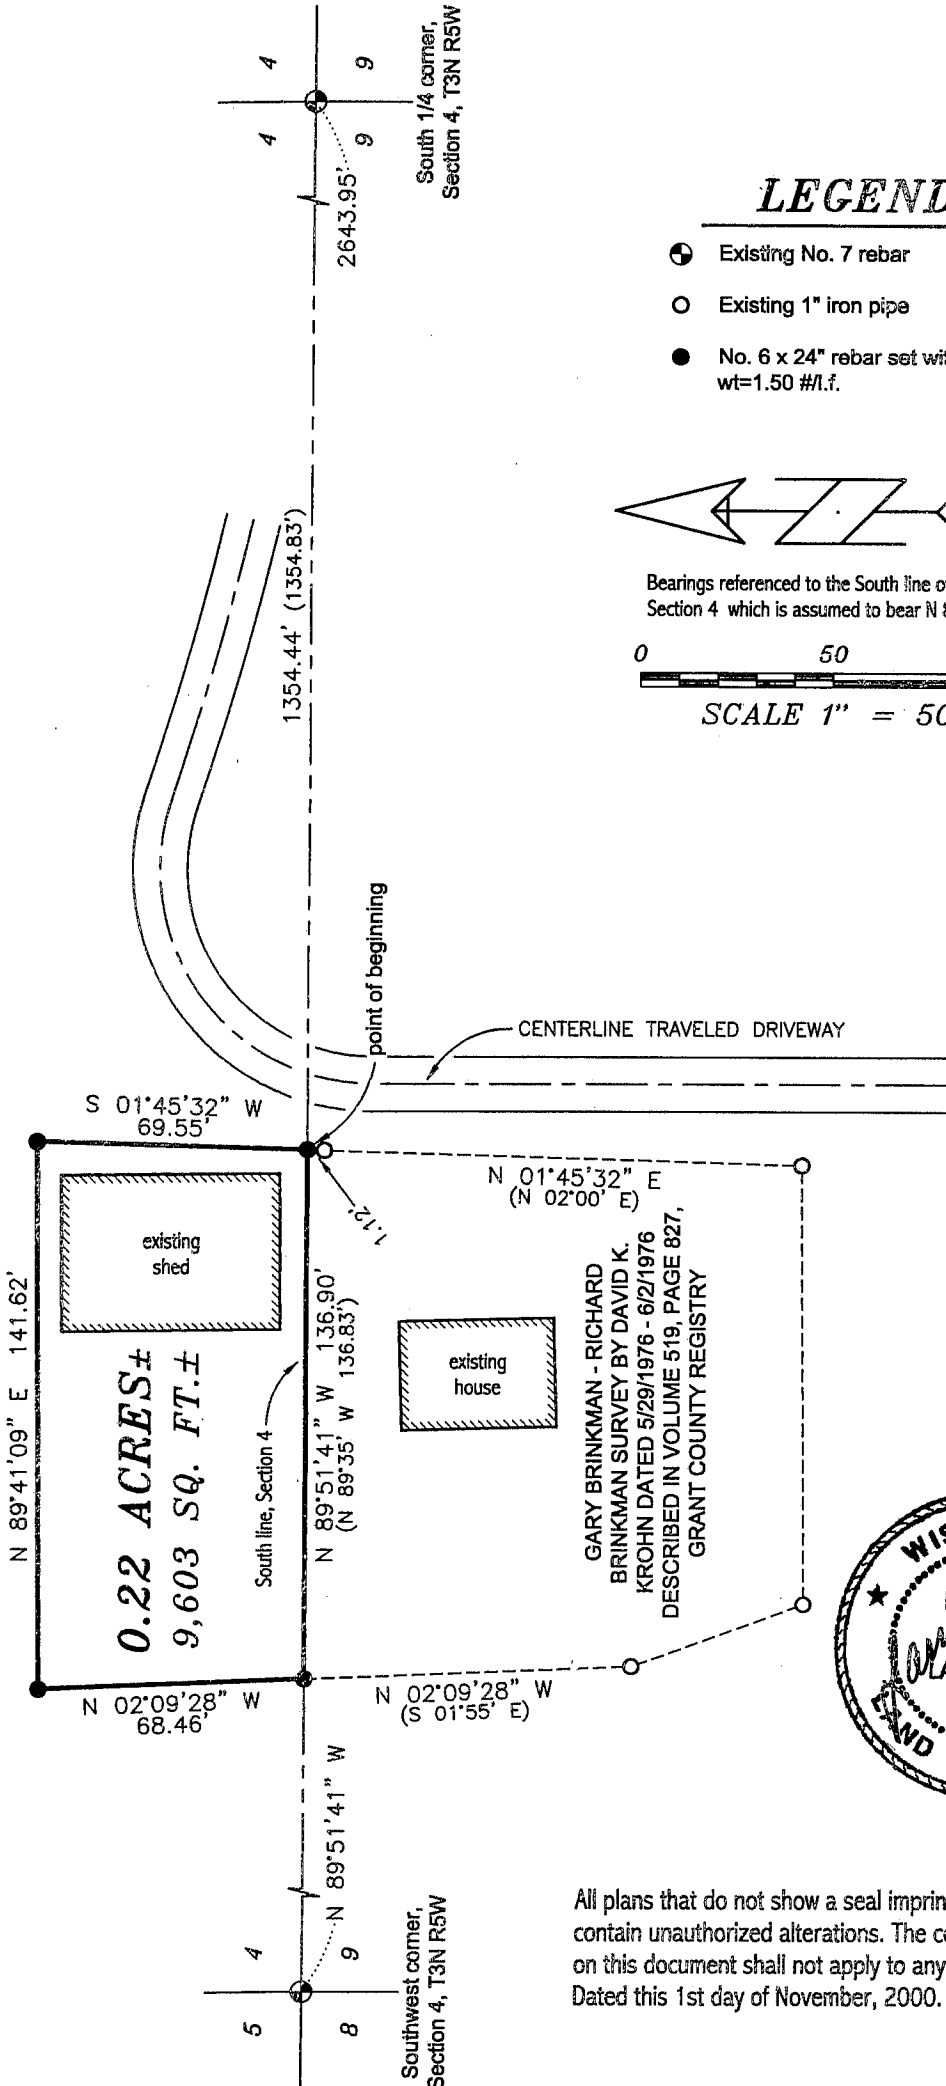 4
9
4
9
South 1/4 corner,
Section 4, T3N R5W
2643.95'
LEGEND
Existing No. 7 rebar
Existing 1" iron pipe
No. 6 x 24" rebar set
wt=1.50 #/l.f.
Bearings referenced to the South line
Section 4 which is assumed to bear N
0 50
SCALE 1" = 50
1354.44' (1354.83')
point of beginning
CENTERLINE TRAVELED DRIVEWAY
S 01°45'32" W
69.55'
N 01°45'32" E
(N 02°00' E)
1.12'
existing
shed
N 89°41'09" E 141.62'
0.22 ACRES±
9,603 SQ. FT.±
South line, Section 4
N 89°51'41" W 136.90'
(N 89°35' W 136.83')
existing
house
GARY BRINKMAN - RICHARD
BRINKMAN SURVEY BY DAVID K.
KROHN DATED 5/29/1976 - 6/2/1976
DESCRIBED IN VOLUME 519, PAGE 827,
GRANT COUNTY REGISTRY
N 02°09'28" W
68.46'
N 02°09'28" W
(S 01°55' E)
WIS
LAND
N 89°51'41" W
4
9
5
8
Southwest corner,
Section 4, T3N R5W
All plans that do not show a seal imprin
contain unauthorized alterations. The ce
on this document shall not apply to any
Dated this 1st day of November, 2000.